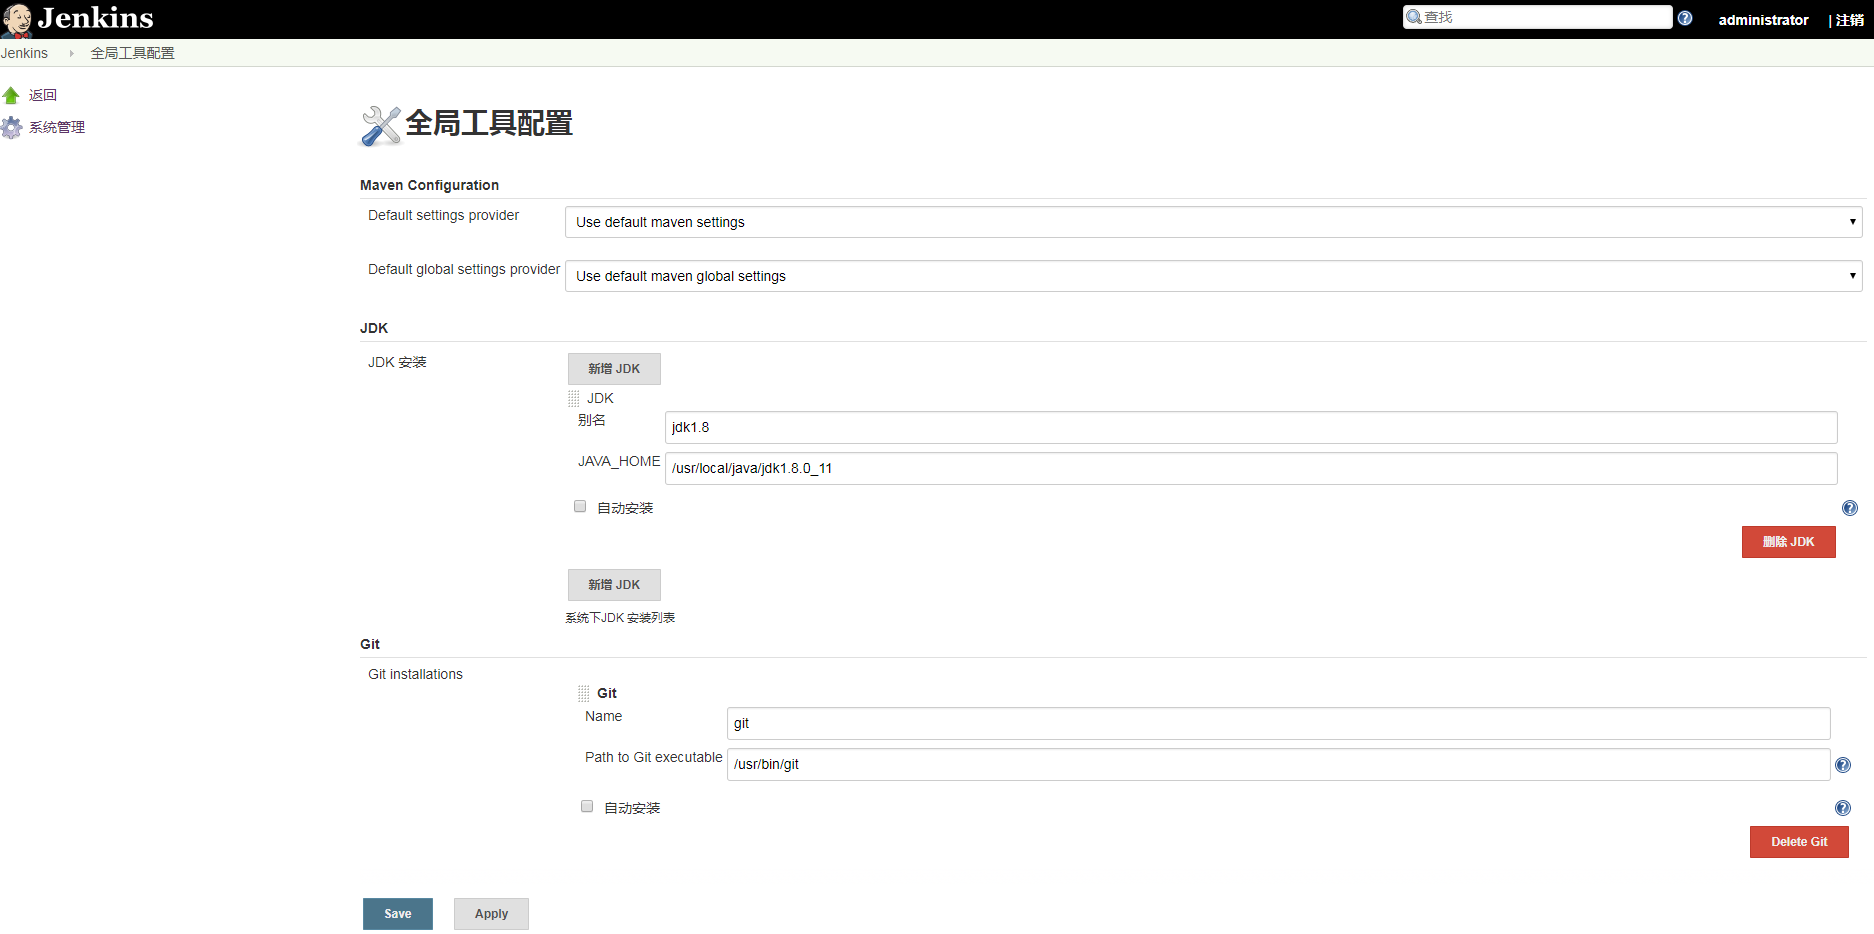 Jenkins
查找
administrator
| 注销
Jenkins
全局工具配置
返回
系统管理
全局工具配置
Maven Configuration
Default settings provider
Use default maven settings
Default global settings provider
Use default maven global settings
JDK
JDK 安装
新增 JDK
JDK
别名
jdk1.8
JAVA_HOME
/usr/local/java/jdk1.8.0_11
自动安装
删除 JDK
新增 JDK
系统下JDK 安装列表
Git
Git installations
Git
Name
git
Path to Git executable
/usr/bin/git
自动安装
Delete Git
Save
Apply